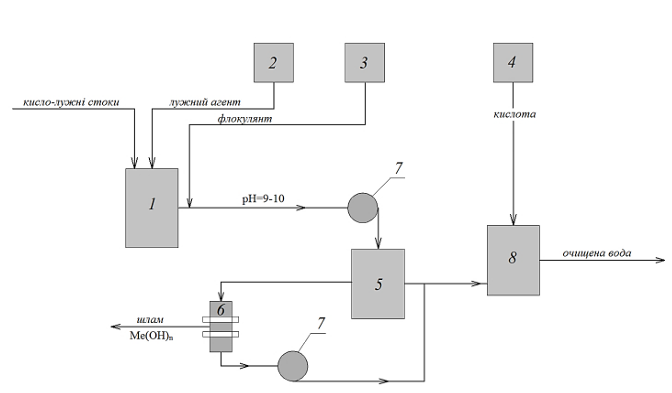 2
3
4
кисло-лужні стоки
лужний агент
флокулянт
кислота
7
1
pH=9-10
5
8
очищена вода
6
шлам
Me(OH)n
7